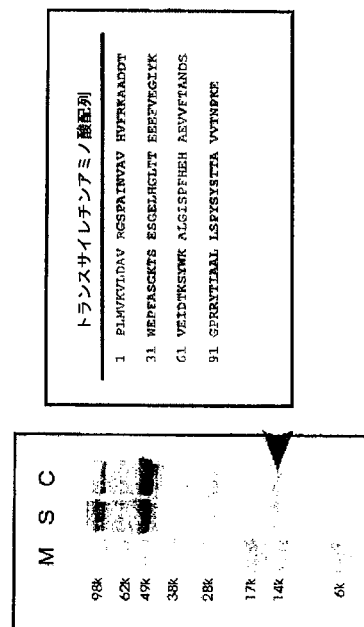 トランスサイレチンアミノ酸配列
1 PLMVKVLDAV RGSPAINVAV HVFRKAADDT
31 WEPFASGKTS ESGELHGLTT EEEFVEGIYK
61 VEIDTKSYWK ALGISPFHEH AEVVFTANDS
91 GPRRYTIAAL LSPYSYSTTA VVTNPKE
M S C
98k
62k
49k
38k
28k
17k
14k
6k